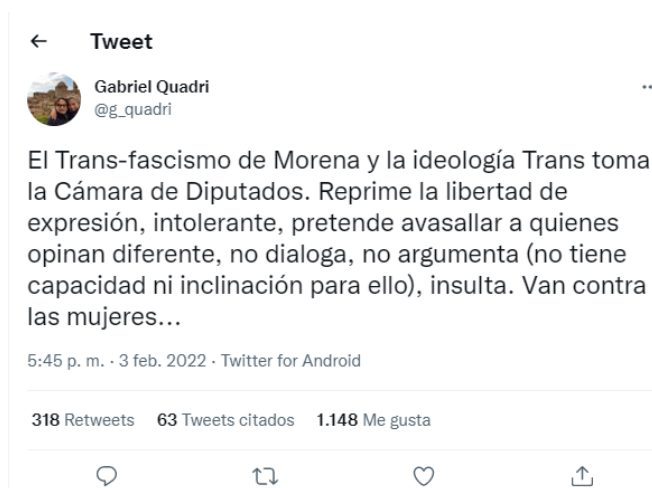 Tweet
Gabriel Quadri
@g_quadri
El Trans-fascismo de Morena y la ideología Trans toma
la Cámara de Diputados. Reprime la libertad de
expresión, intolerante, pretende avasallar a quienes
opinan diferente, no dialoga, no argumenta (no tiene
capacidad ni inclinación para ello), insulta. Van contra
las mujeres...
5:45 p. m. · 3 feb. 2022 · Twitter for Android
318 Retweets 63 Tweets citados 1.148 Me gusta